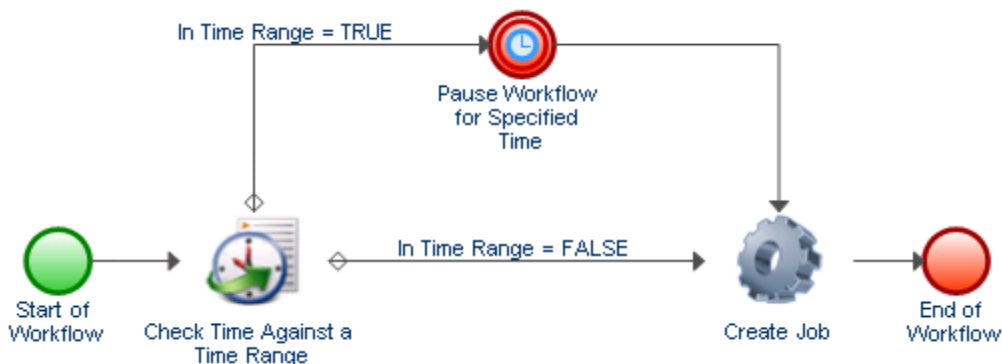 In Time Range = TRUE
Pause Workflow
for Specified
Time
In Time Range = FALSE
Start of
Workflow
Check Time Against a
Time Range
Create Job
End of
Workflow